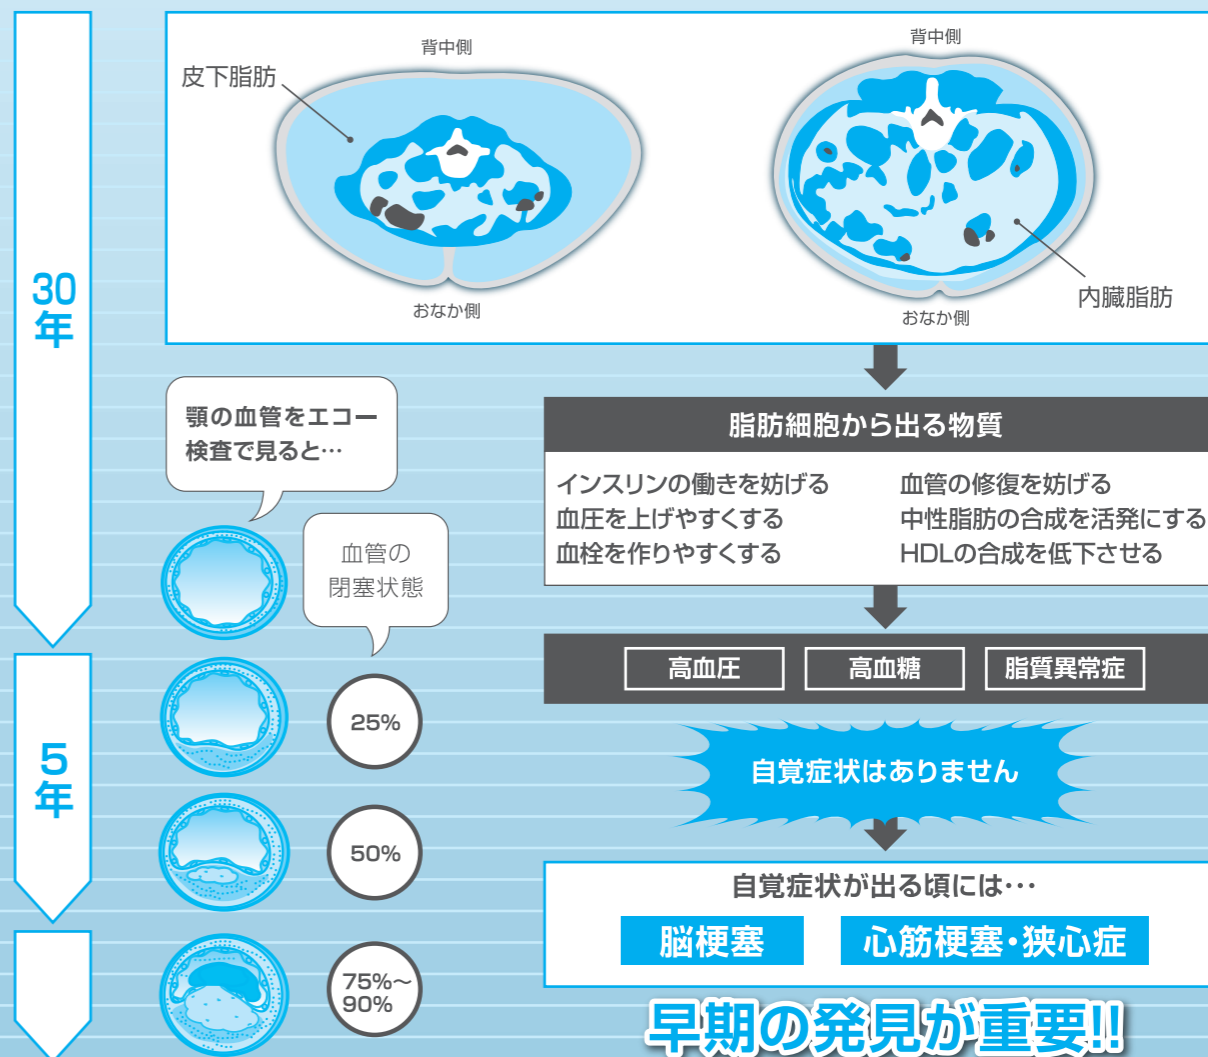 30
年
背中側
皮下脂肪
おなか側
背中側
内臓脂肪
おなか側
顎の血管をエコー
検査で見ると…
血管の
閉塞状態
脂肪細胞から出る物質
インスリンの働きを妨げる
血圧を上げやすくする
血栓を作りやすくする
血管の修復を妨げる
中性脂肪の合成を活発にする
HDLの合成を低下させる
高血圧
高血糖
脂質異常症
5
年
25%
50%
75%〜
90%
自覚症状はありません
自覚症状が出る頃には…
脳梗塞
心筋梗塞・狭心症
早期の発見が重要!!